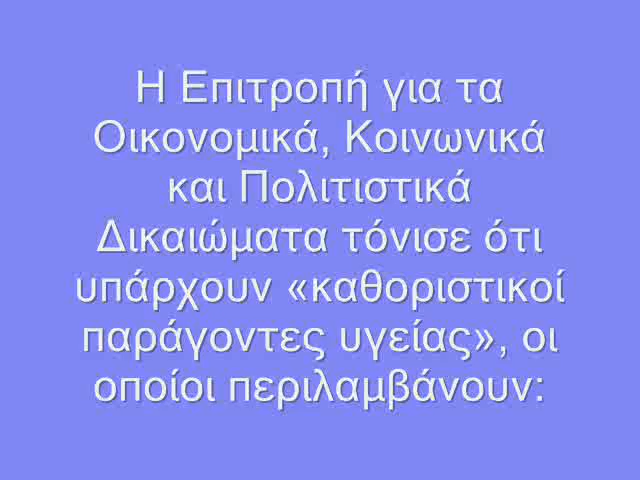 Η Επιτροπή για τα
Οικονομικά, Κοινωνικά
και Πολιτιστικά
Δικαιώματα τόνισε ότι
υπάρχουν «καθοριστικοί
παράγοντες υγείας», οι
οποίοι περιλαμβάνουν: